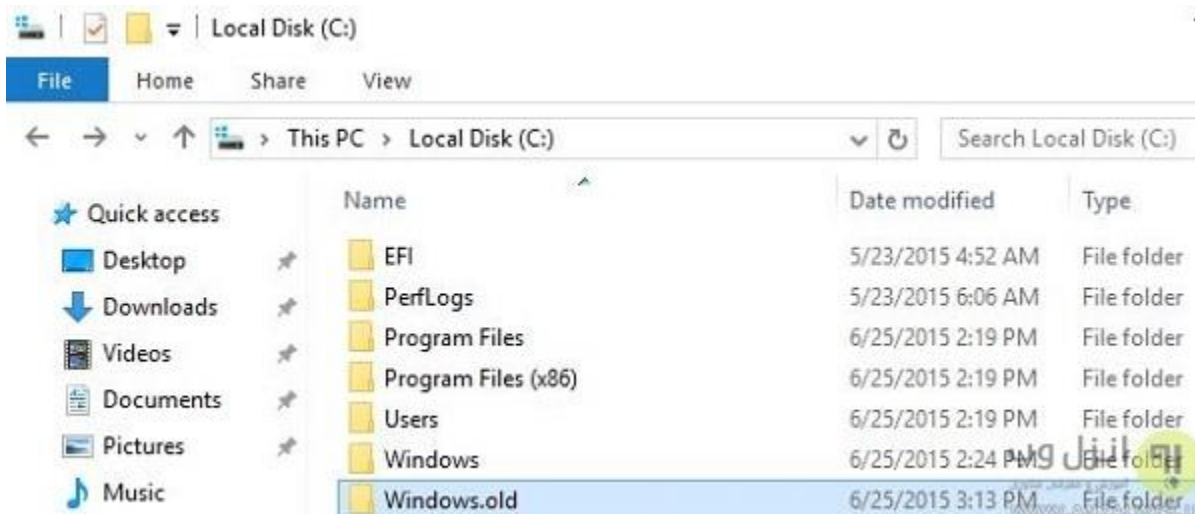 Local Disk (C:)
File Home Share View
This PC > Local Disk (C:) Search Local Disk (C:)
Quick access
Desktop
Downloads
Videos
Documents
Pictures
Music
Name Date modified Type
EFI 5/23/2015 4:52 AM File folder
PerfLogs 5/23/2015 6:06 AM File folder
Program Files 6/25/2015 2:19 PM File folder
Program Files (x86) 6/25/2015 2:19 PM File folder
Users 6/25/2015 2:19 PM File folder
Windows 6/25/2015 2:24 PM File folder
Windows.old 6/25/2015 3:13 PM File folder
انزل وب